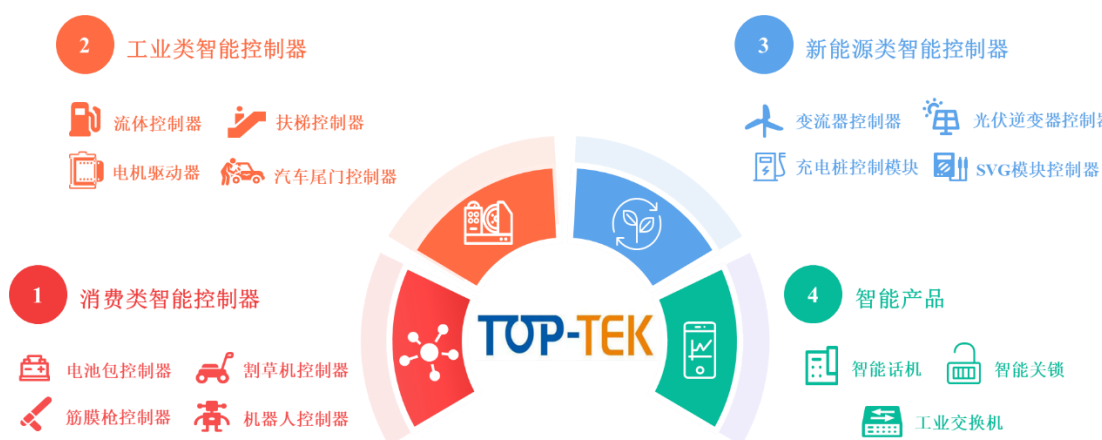 2 工业类智能控制器
流体控制器 扶梯控制器
电机驱动器 汽车尾门控制器
3 新能源类智能控制器
变流器控制器 光伏逆变器控制器
充电桩控制模块 SVG模块控制器
1 消费类智能控制器
电池包控制器 割草机控制器
筋膜枪控制器 机器人控制器
TOP-TEK
4 智能产品
智能话机 智能关锁
工业交换机